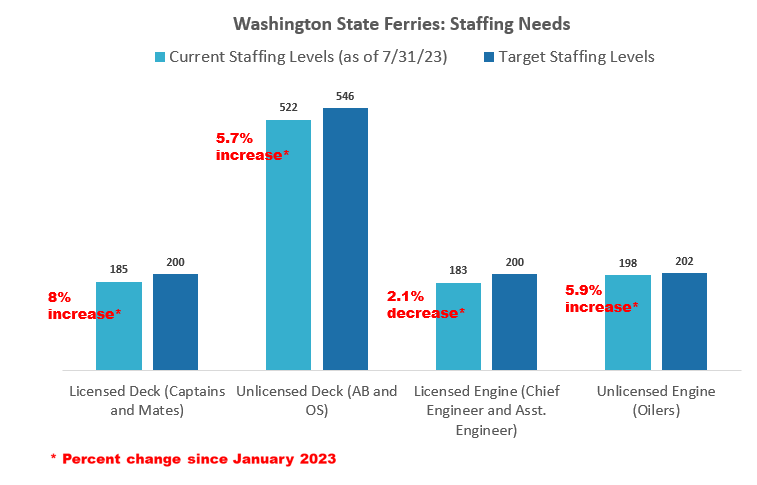 Washington State Ferries: Staffing Needs
Current Staffing Levels (as of 7/31/23) Target Staffing Levels
522 546
5.7%
increase*
185 200
8%
increase*
183 200
2.1%
decrease*
198 202
5.9%
increase*
Licensed Deck (Captains
and Mates)
Unlicensed Deck (AB and
OS)
Licensed Engine (Chief
Engineer and Asst.
Engineer)
Unlicensed Engine
(Oilers)
* Percent change since January 2023